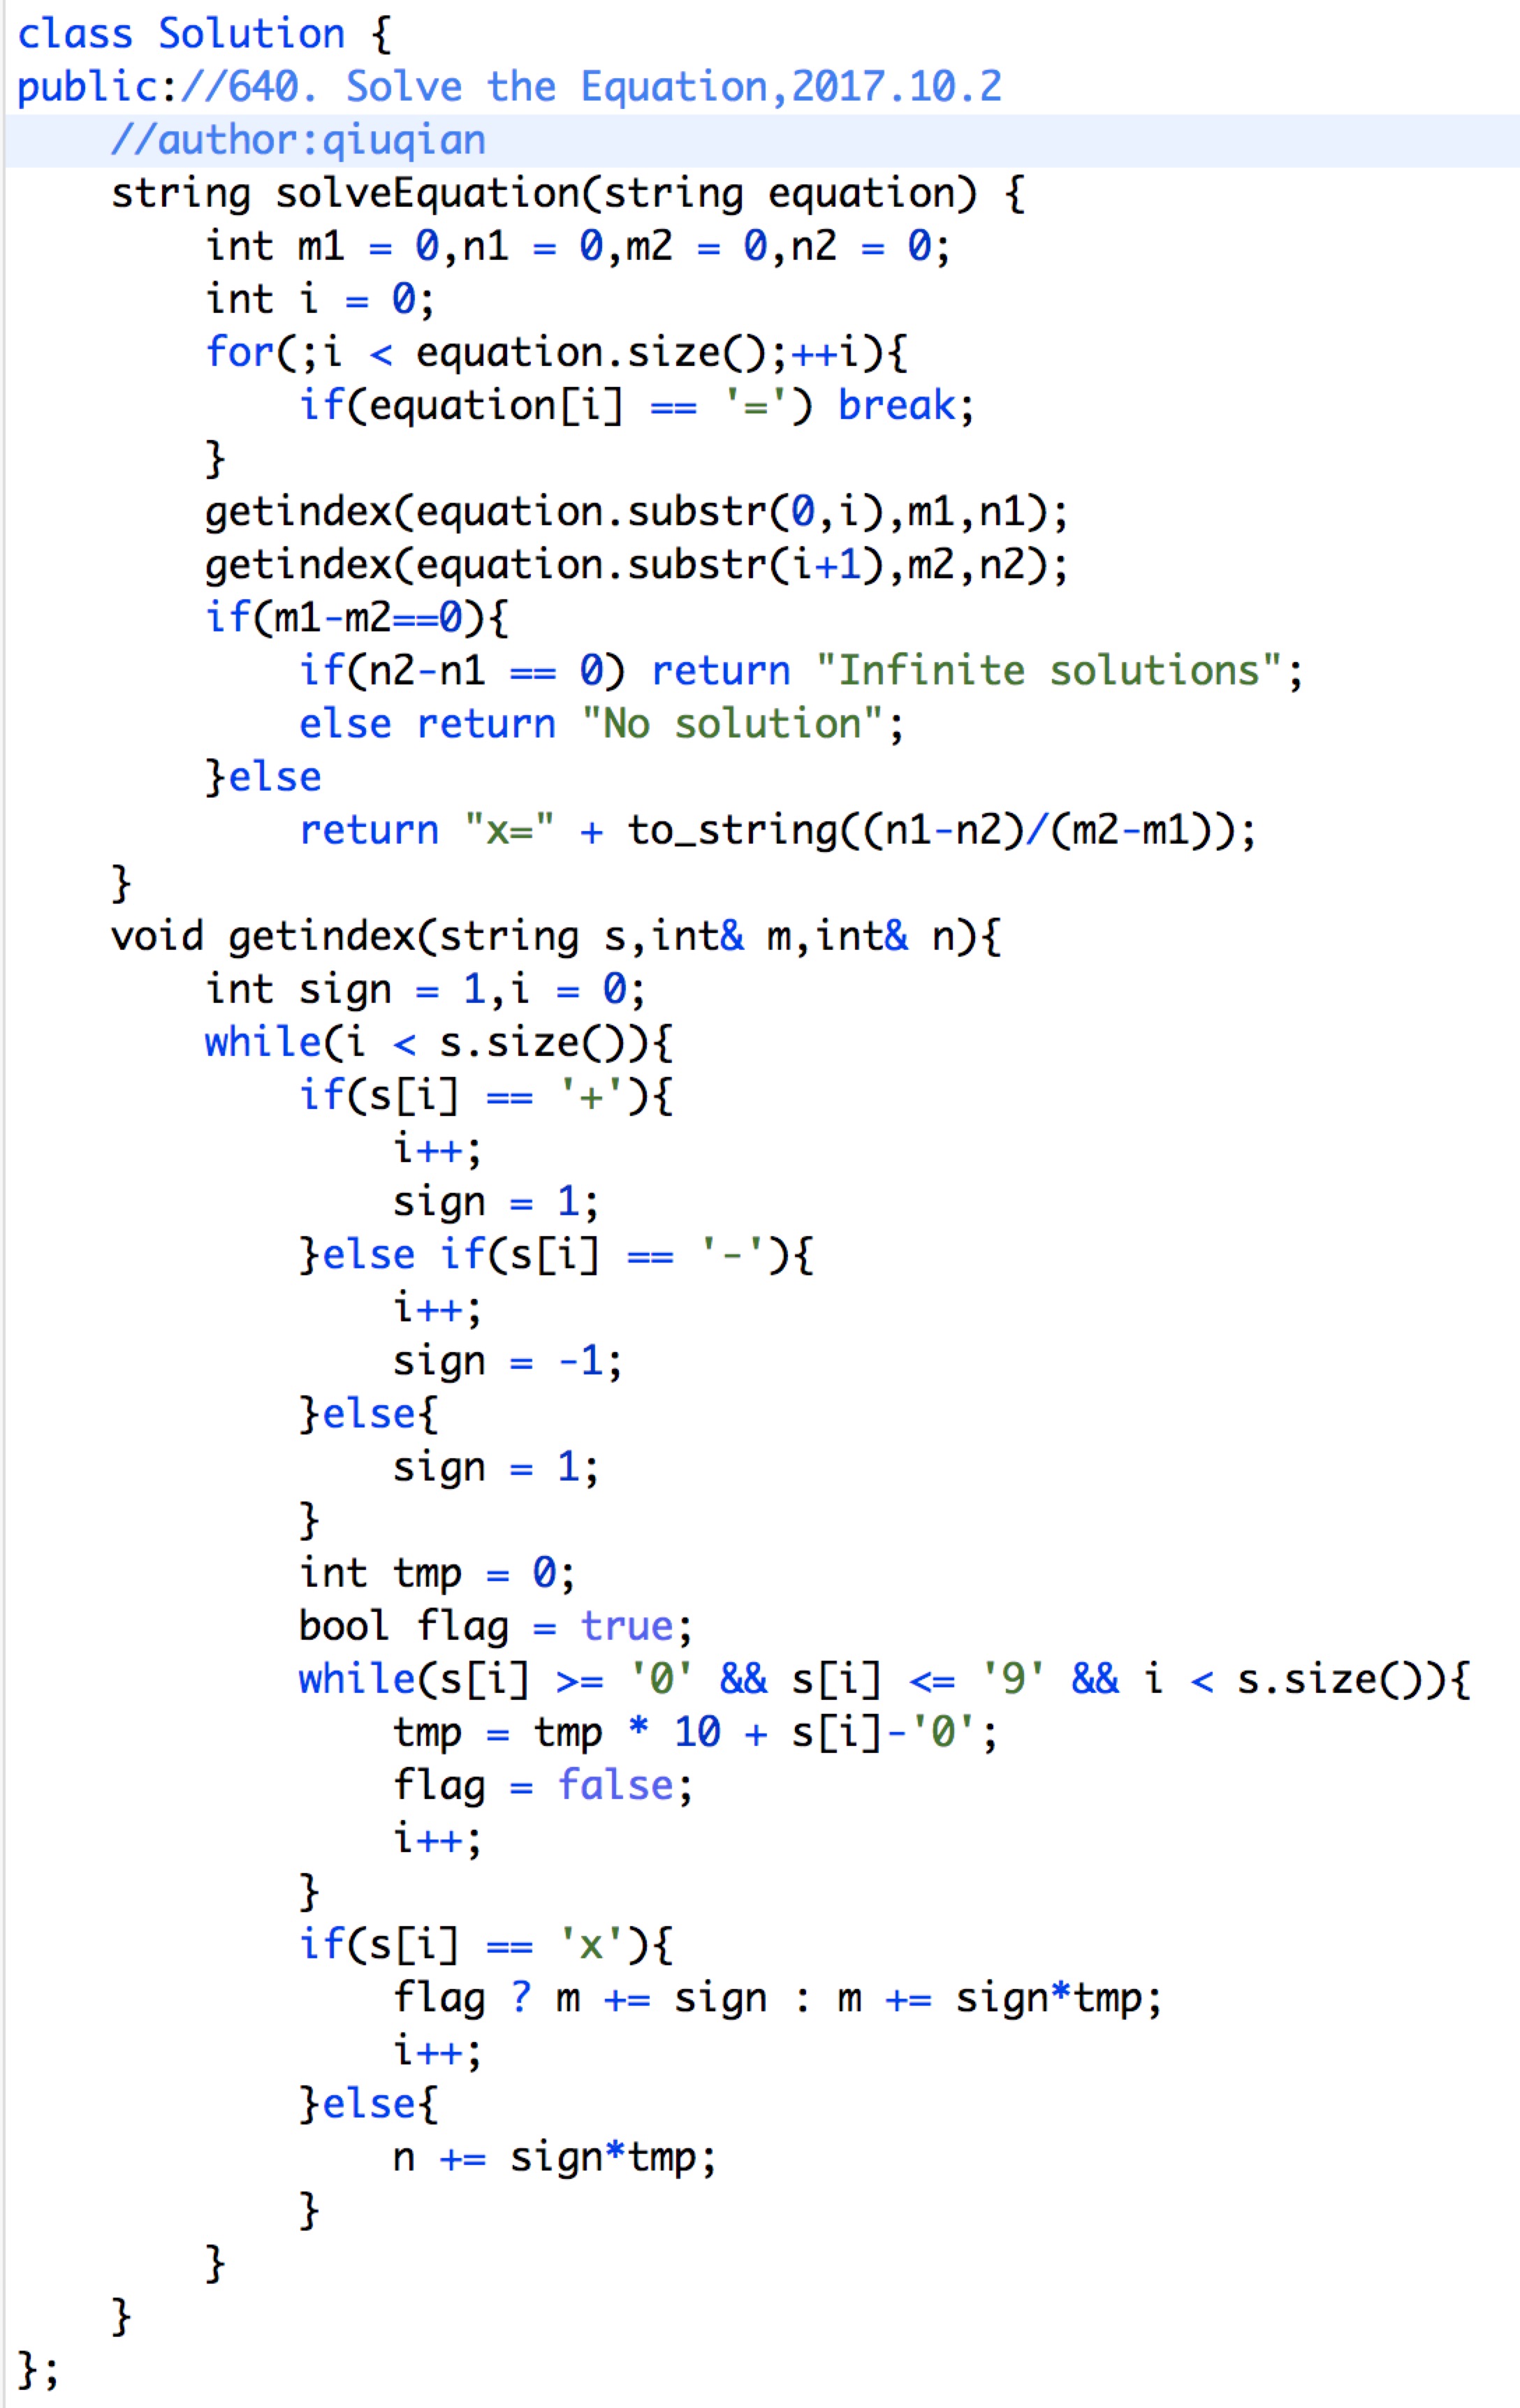 class Solution {
public://640. Solve the Equation,2017.10.2
    //author:qiuqian
    string solveEquation(string equation) {
        int m1 = 0,n1 = 0,m2 = 0,n2 = 0;
        int i = 0;
        for(;i < equation.size();++i){
            if(equation[i] == '=') break;
        }
        getindex(equation.substr(0,i),m1,n1);
        getindex(equation.substr(i+1),m2,n2);
        if(m1-m2==0){
            if(n2-n1 == 0) return "Infinite solutions";
            else return "No solution";
        }else
            return "x=" + to_string((n1-n2)/(m2-m1));
    }
    void getindex(string s,int& m,int& n){
        int sign = 1,i = 0;
        while(i < s.size()){
            if(s[i] == '+'){
                i++;
                sign = 1;
            }else if(s[i] == '-'){
                i++;
                sign = -1;
            }else{
                sign = 1;
            }
            int tmp = 0;
            bool flag = true;
            while(s[i] >= '0' && s[i] <= '9' && i < s.size()){
                tmp = tmp * 10 + s[i]-'0';
                flag = false;
                i++;
            }
            if(s[i] == 'x'){
                flag ? m += sign : m += sign*tmp;
                i++;
            }else{
                n += sign*tmp;
            }
        }
    }
};